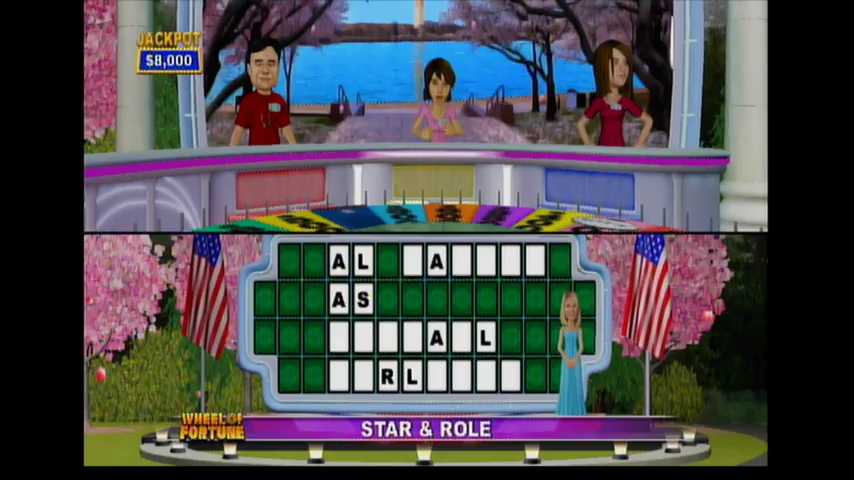 JACKPOT
$8,000
AL A
AS
A L
RL
WHEEL OF
FORTUNE
STAR & ROLE